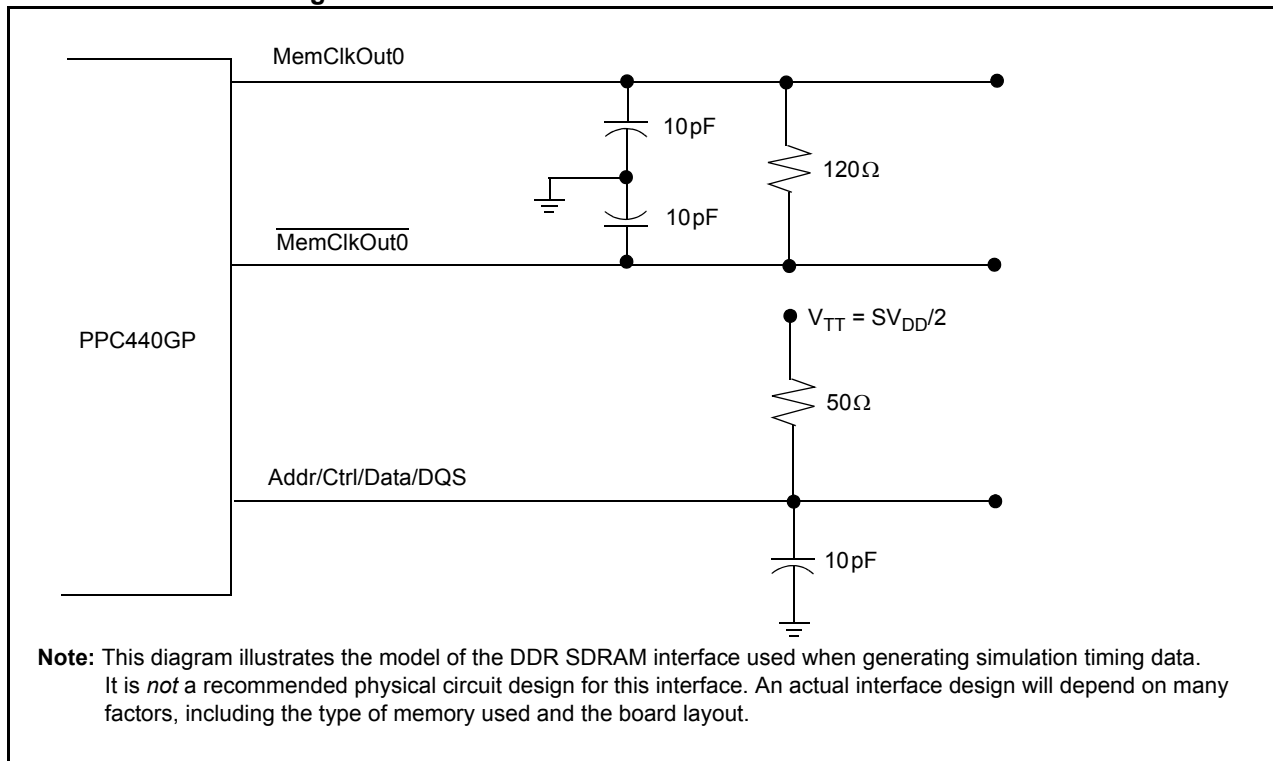 MemClkOut0
10pF
120Ω
10pF
MemClkOut0
V_TT = SV_DD/2
PPC440GP
50Ω
Addr/Ctrl/Data/DQS
10pF
Note: This diagram illustrates the model of the DDR SDRAM interface used when generating simulation timing data.
It is not a recommended physical circuit design for this interface. An actual interface design will depend on many
factors, including the type of memory used and the board layout.